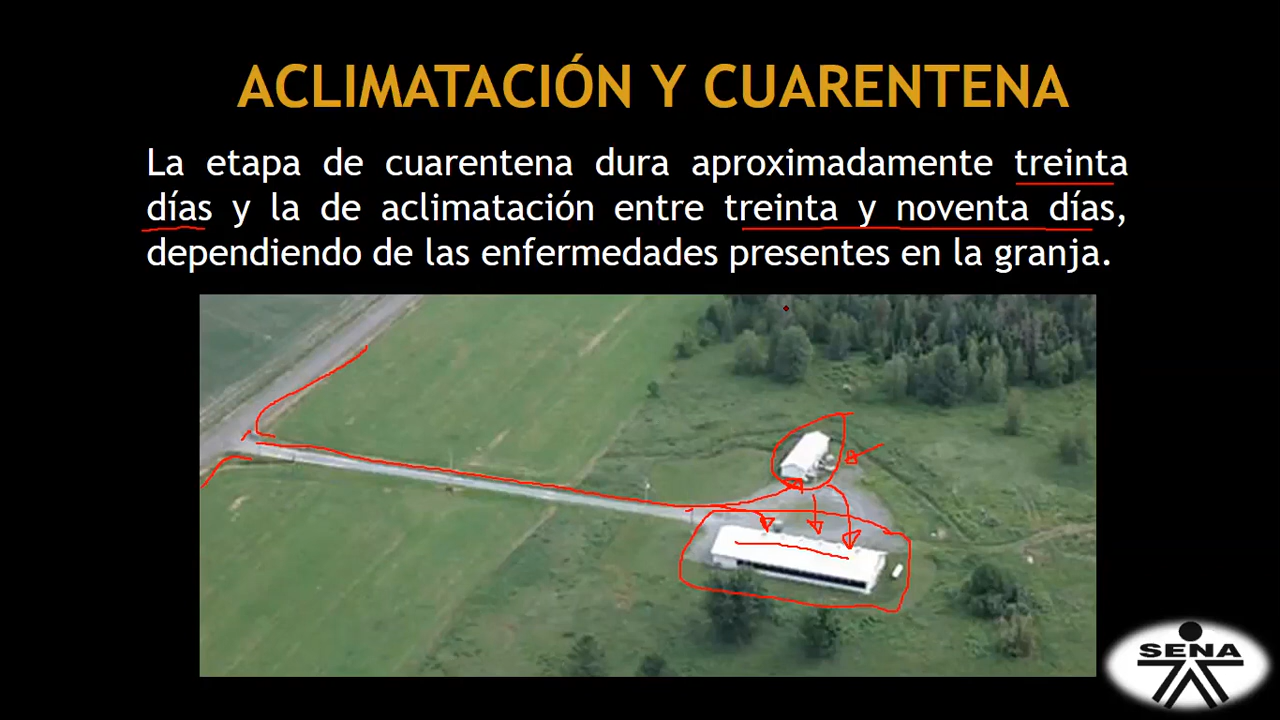 ACLIMATACIÓN Y CUARENTENA
La etapa de cuarentena dura aproximadamente treinta
días y la de aclimatación entre treinta y noventa días,
dependiendo de las enfermedades presentes en la granja.
SENA